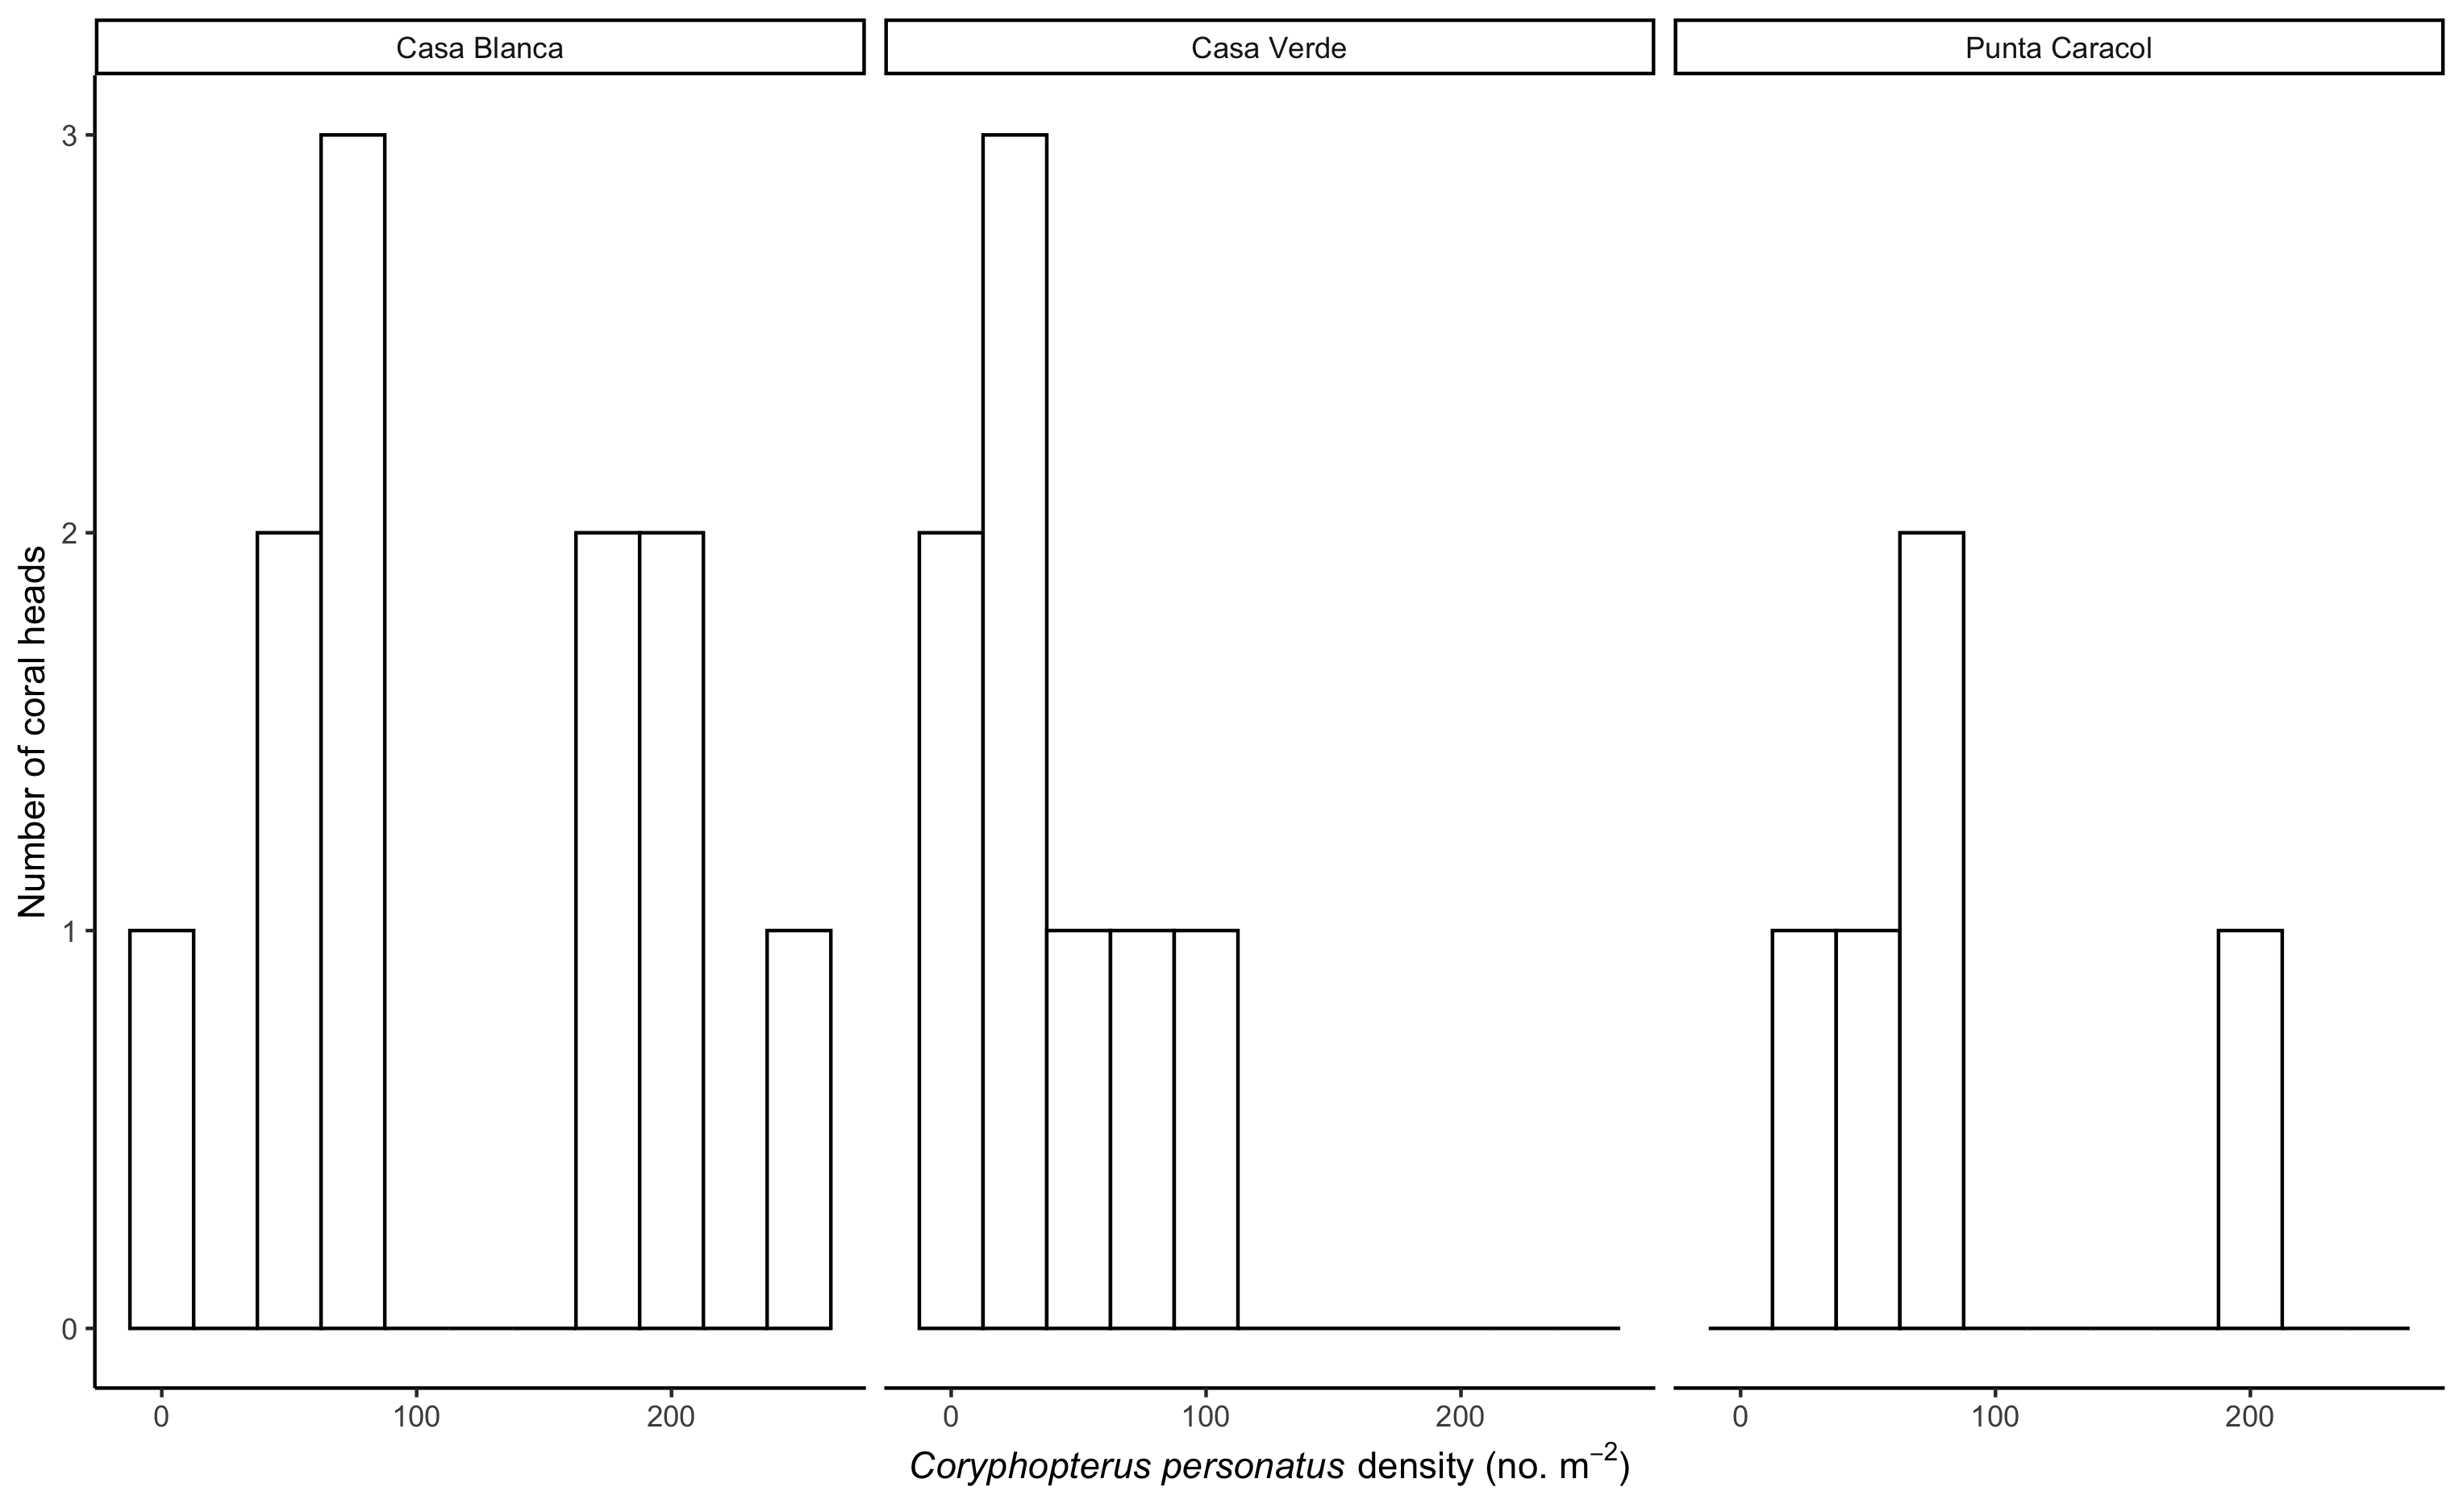 Casa Blanca
Casa Verde
Punta Caracol
3
2
1
0
Number of coral heads
0 100 200
0 100 200
0 100 200
Coryphopterus personatus density (no. m⁻²)